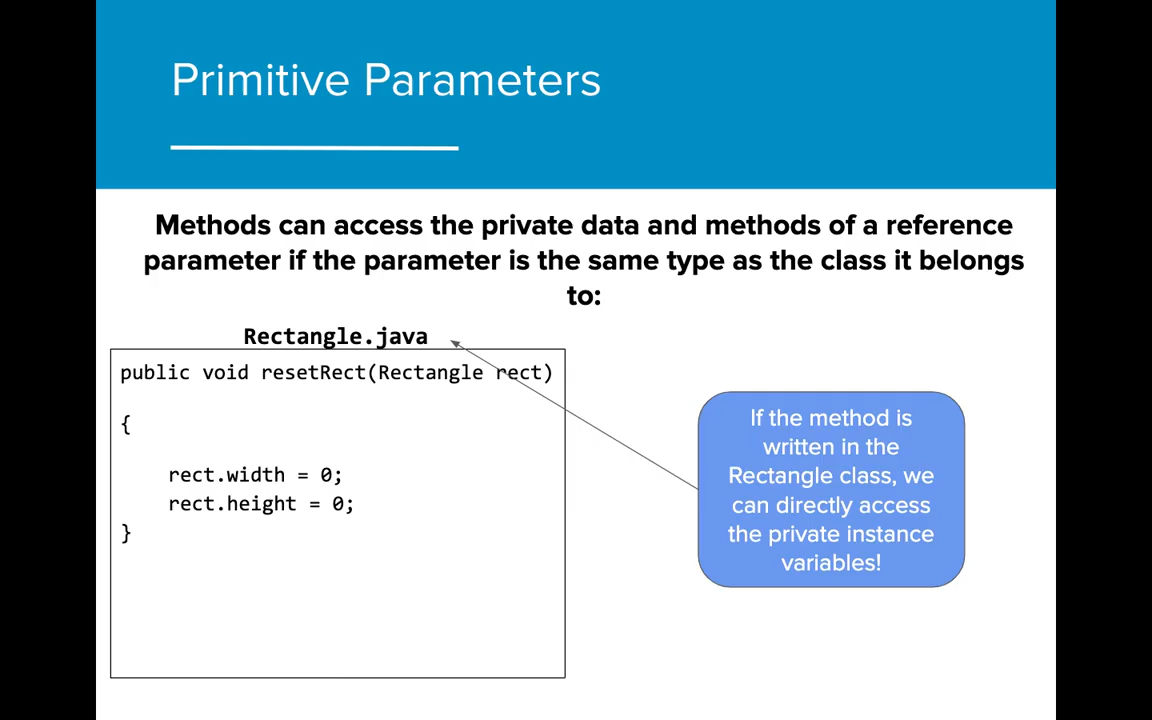 Primitive Parameters
Methods can access the private data and methods of a reference
parameter if the parameter is the same type as the class it belongs
to:
Rectangle.java
public void resetRect(Rectangle rect)
{
rect.width = 0;
rect.height = 0;
}
If the method is
written in the
Rectangle class, we
can directly access
the private instance
variables!